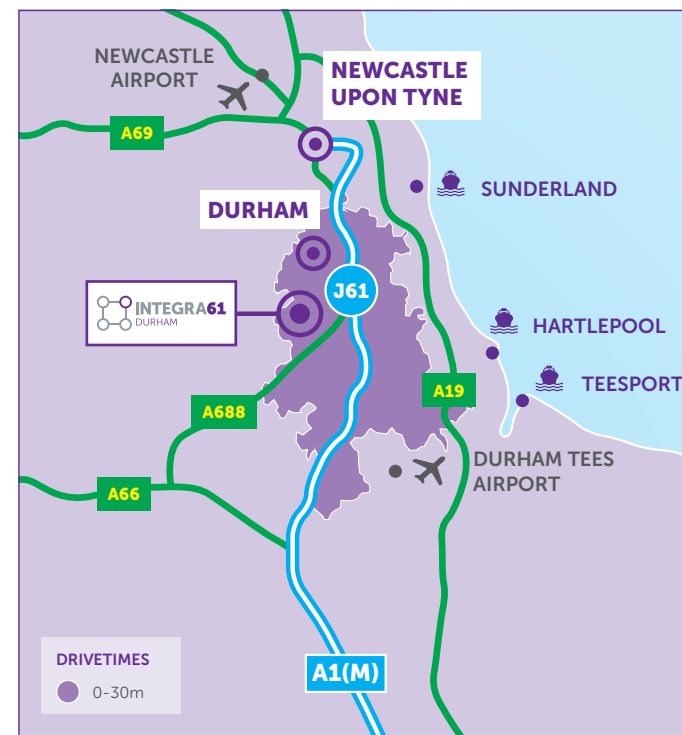 NEWCASTLE
AIRPORT
NEWCASTLE
UPON TYNE
A69
SUNDERLAND
DURHAM
J61
INTEGRA61
DURHAM
HARTLEPOOL
TEESPORT
A19
A688
DURHAM TEES
AIRPORT
A66
DRIVETIMES
0-30m
A1(M)